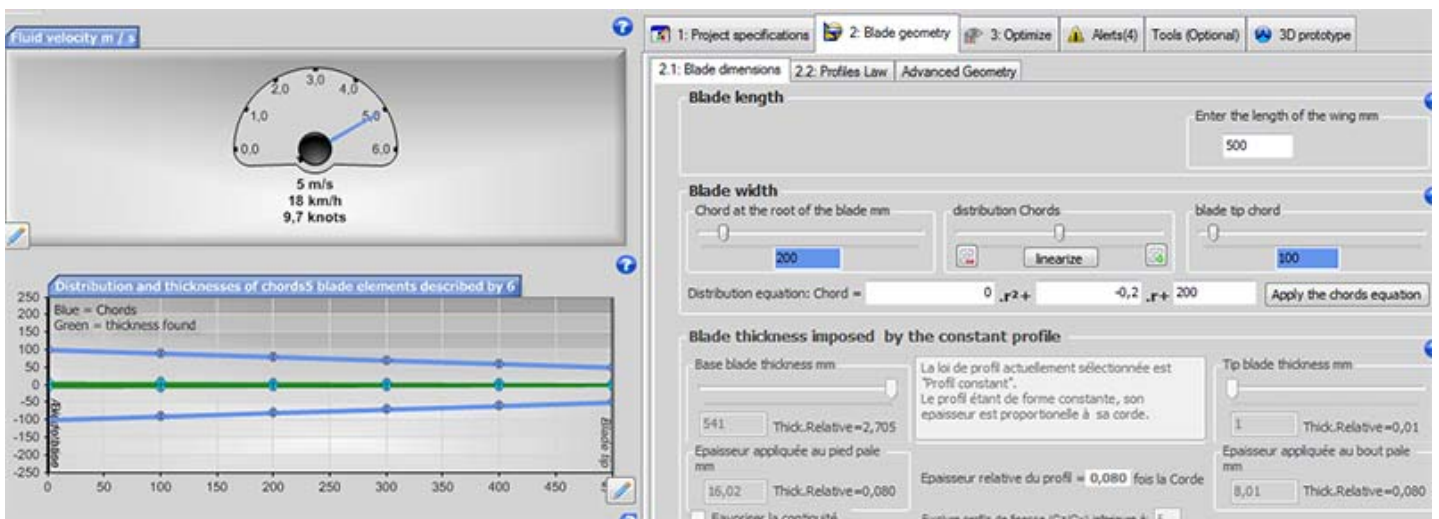 Fluid velocity m / s
0,0
1,0
2,0
3,0
4,0
5,0
6,0
5 m/s
18 km/h
9,7 knots
Distribution and thicknesses of chords5 blade elements described by 6
Blue = Chords
Green = thickness found
250
200
150
100
50
0
-50
-100
-150
-200
-250
Blade tip
0 50 100 150 200 250 300 350 400 450
1: Project specifications 2: Blade geometry 3: Optimize Alerts(4) Tools (Optional) 3D prototype
2.1: Blade dimensions 2.2: Profiles Law Advanced Geometry
Blade length
Enter the length of the wing mm
500
Blade width
Chord at the root of the blade mm distribution Chords blade tip chord
200 linearize 100
Distribution equation: Chord = 0 .r²+ -0,2 .r+ 200 Apply the chords equation
Blade thickness imposed by the constant profile
Base blade thickness mm
541 Thick.Relative=2,705
La loi de profil actuellement sélectionnée est
"Profil constant".
Le profil étant de forme constante, son
epaisseur est proportionelle à sa corde.
Tip blade thickness mm
1 Thick.Relative=0,01
Epaisseur appliquée au pied pale
mm
16,02 Thick.Relative=0,080
Epaisseur relative du profil = 0,080 fois la Corde
Epaisseur appliquée au bout pale
mm
8,01 Thick.Relative=0,080
Favoriser la continuité